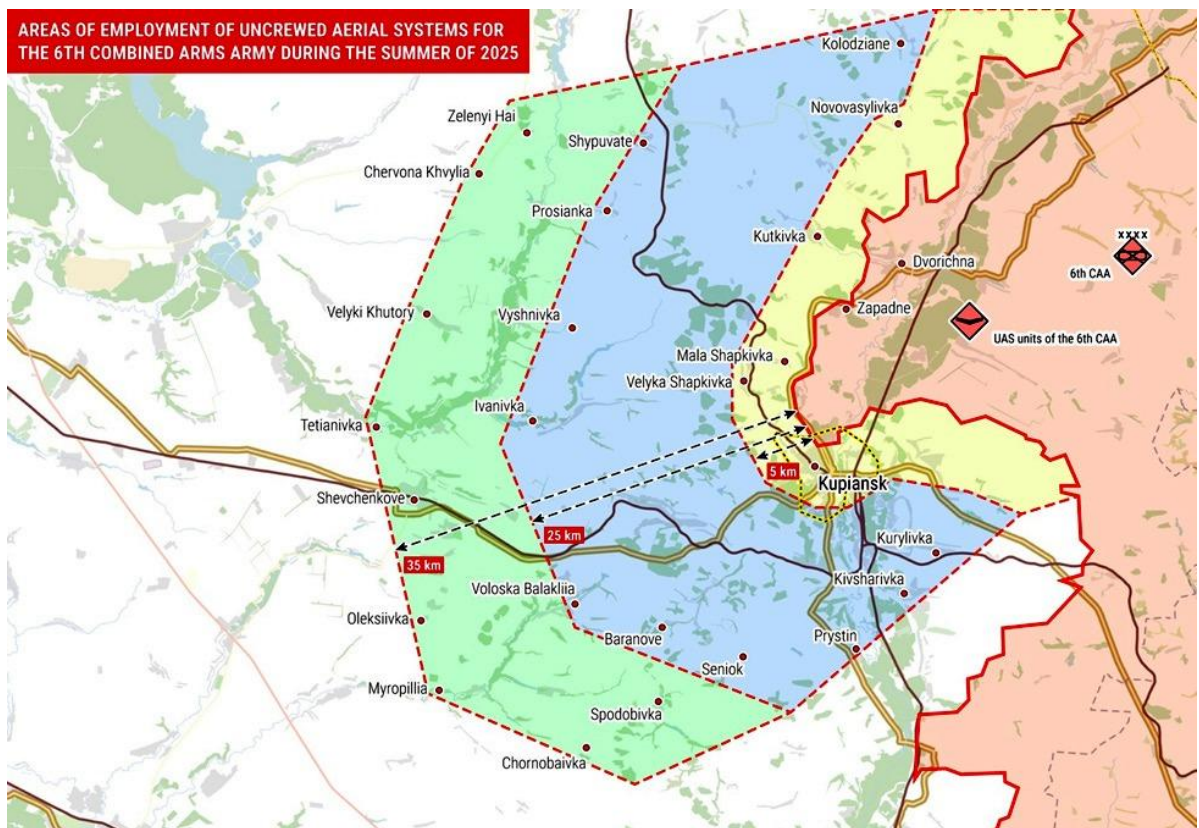 AREAS OF EMPLOYMENT OF UNCREWED AERIAL SYSTEMS FOR
THE 6TH COMBINED ARMS ARMY DURING THE SUMMER OF 2025
Kolodziane
Zelenyi Hai
Novovasylivka
Shypuvate
Chervona Khvylia
Prosianka
Kutkivka
XXXX
Dvorichna
6th CAA
Velyki Khutory
Zapadne
Vyshnivka
UAS units of the 6th CAA
Mala Shapkivka
Velyka Shapkivka
Ivanivka
Tetianivka
5 km
Kupiansk
Shevchenkove
25 km
Kurylivka
35 km
Kivsharivka
Voloska Balakliia
Oleksiivka
Baranove
Prystin
Seniok
Myropillia
Spodobivka
Chornobaivka